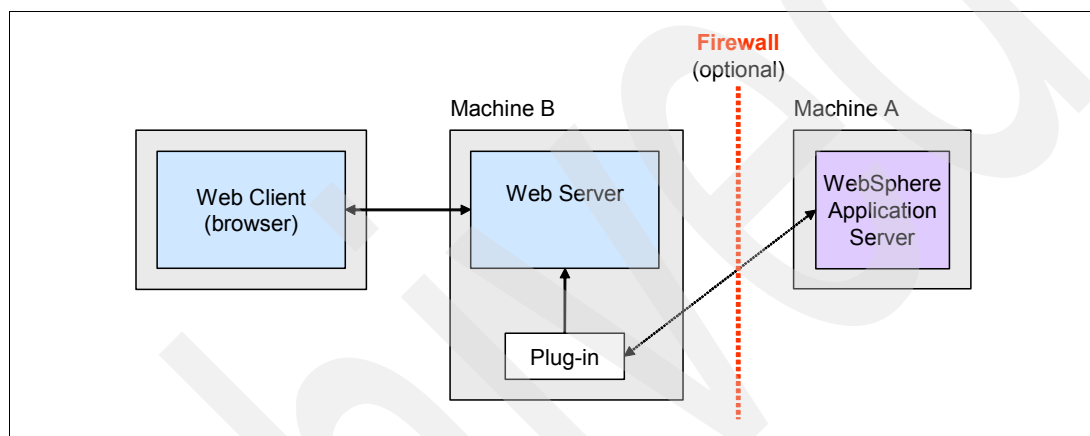 Firewall
(optional)
Machine B
Machine A
Web Client
(browser)
Web Server
WebSphere
Application
Server
Plug-in